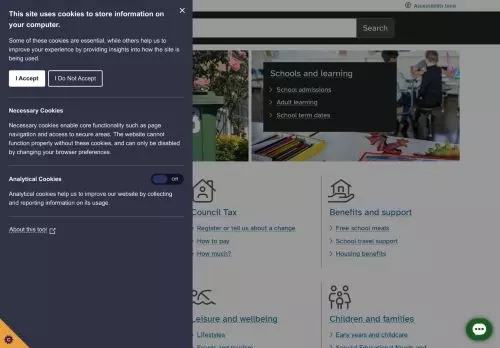 This site uses cookies to store information on
your computer.
Some of these cookies are essential, while others help us to
improve your experience by providing insights into how the site is
being used.
I Accept
I Do Not Accept
Necessary Cookies
Necessary cookies enable core functionality such as page
navigation and access to secure areas. The website cannot
function properly without these cookies, and can only be disabled
by changing your browser preferences.
Analytical Cookies
Off
Analytical cookies help us to improve our website by collecting
and reporting information on its usage.
About this tool
Accessibility tools
Search
Schools and learning
School admissions
Adult learning
School term dates
Council Tax
Register or tell us about a change
How to pay
How much?
Benefits and support
Free school meals
School travel support
Housing benefits
Leisure and wellbeing
Lifestyles
Children and families
Early years and childcare